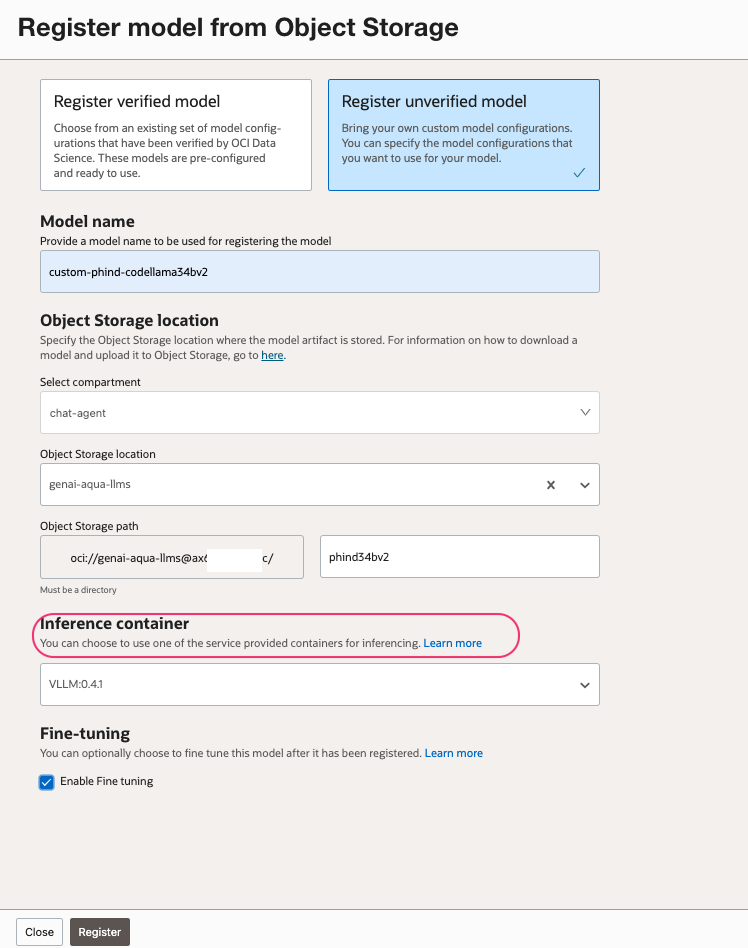 Register model from Object Storage
Register verified model
Choose from an existing set of model config-
urations that have been verified by OCI Data
Science. These models are pre-configured
and ready to use.
Register unverified model
Bring your own custom model configurations.
You can specify the model configurations that
you want to use for your model.
Model name
Provide a model name to be used for registering the model
custom-phind-codellama34bv2
Object Storage location
Specify the Object Storage location where the model artifact is stored. For information on how to download a
model and upload it to Object Storage, go to here.
Select compartment
chat-agent
Object Storage location
genai-aqua-llms
Object Storage path
oci://genai-aqua-llms@ax c/
phind34bv2
Must be a directory
Inference container
You can choose to use one of the service provided containers for inferencing. Learn more
VLLM:0.4.1
Fine-tuning
You can optionally choose to fine tune this model after it has been registered. Learn more
Enable Fine tuning
Close
Register